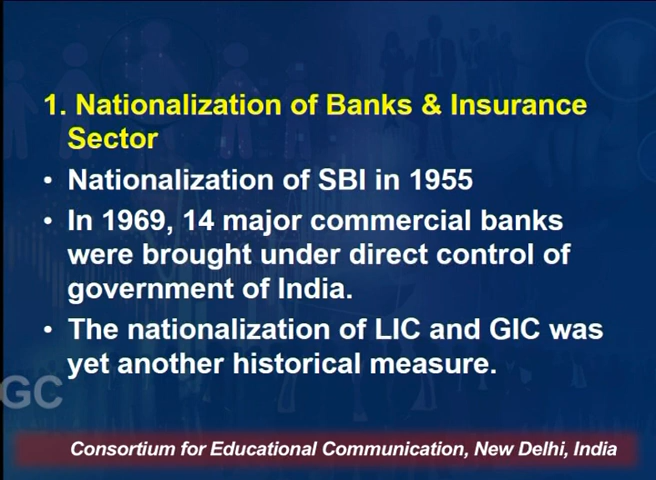 1. Nationalization of Banks & Insurance
Sector
• Nationalization of SBI in 1955
• In 1969, 14 major commercial banks
were brought under direct control of
government of India.
• The nationalization of LIC and GIC was
yet another historical measure.
GC
Consortium for Educational Communication, New Delhi, India